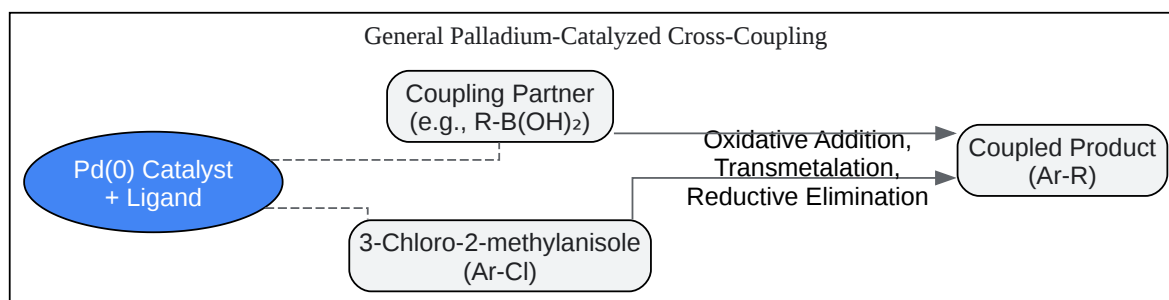 General Palladium-Catalyzed Cross-Coupling
Coupling Partner
(e.g., R-B(OH)₂)
Pd(0) Catalyst
+ Ligand
Oxidative Addition,
Transmetalation,
Reductive Elimination
Coupled Product
(Ar-R)
3-Chloro-2-methylanisole
(Ar-Cl)